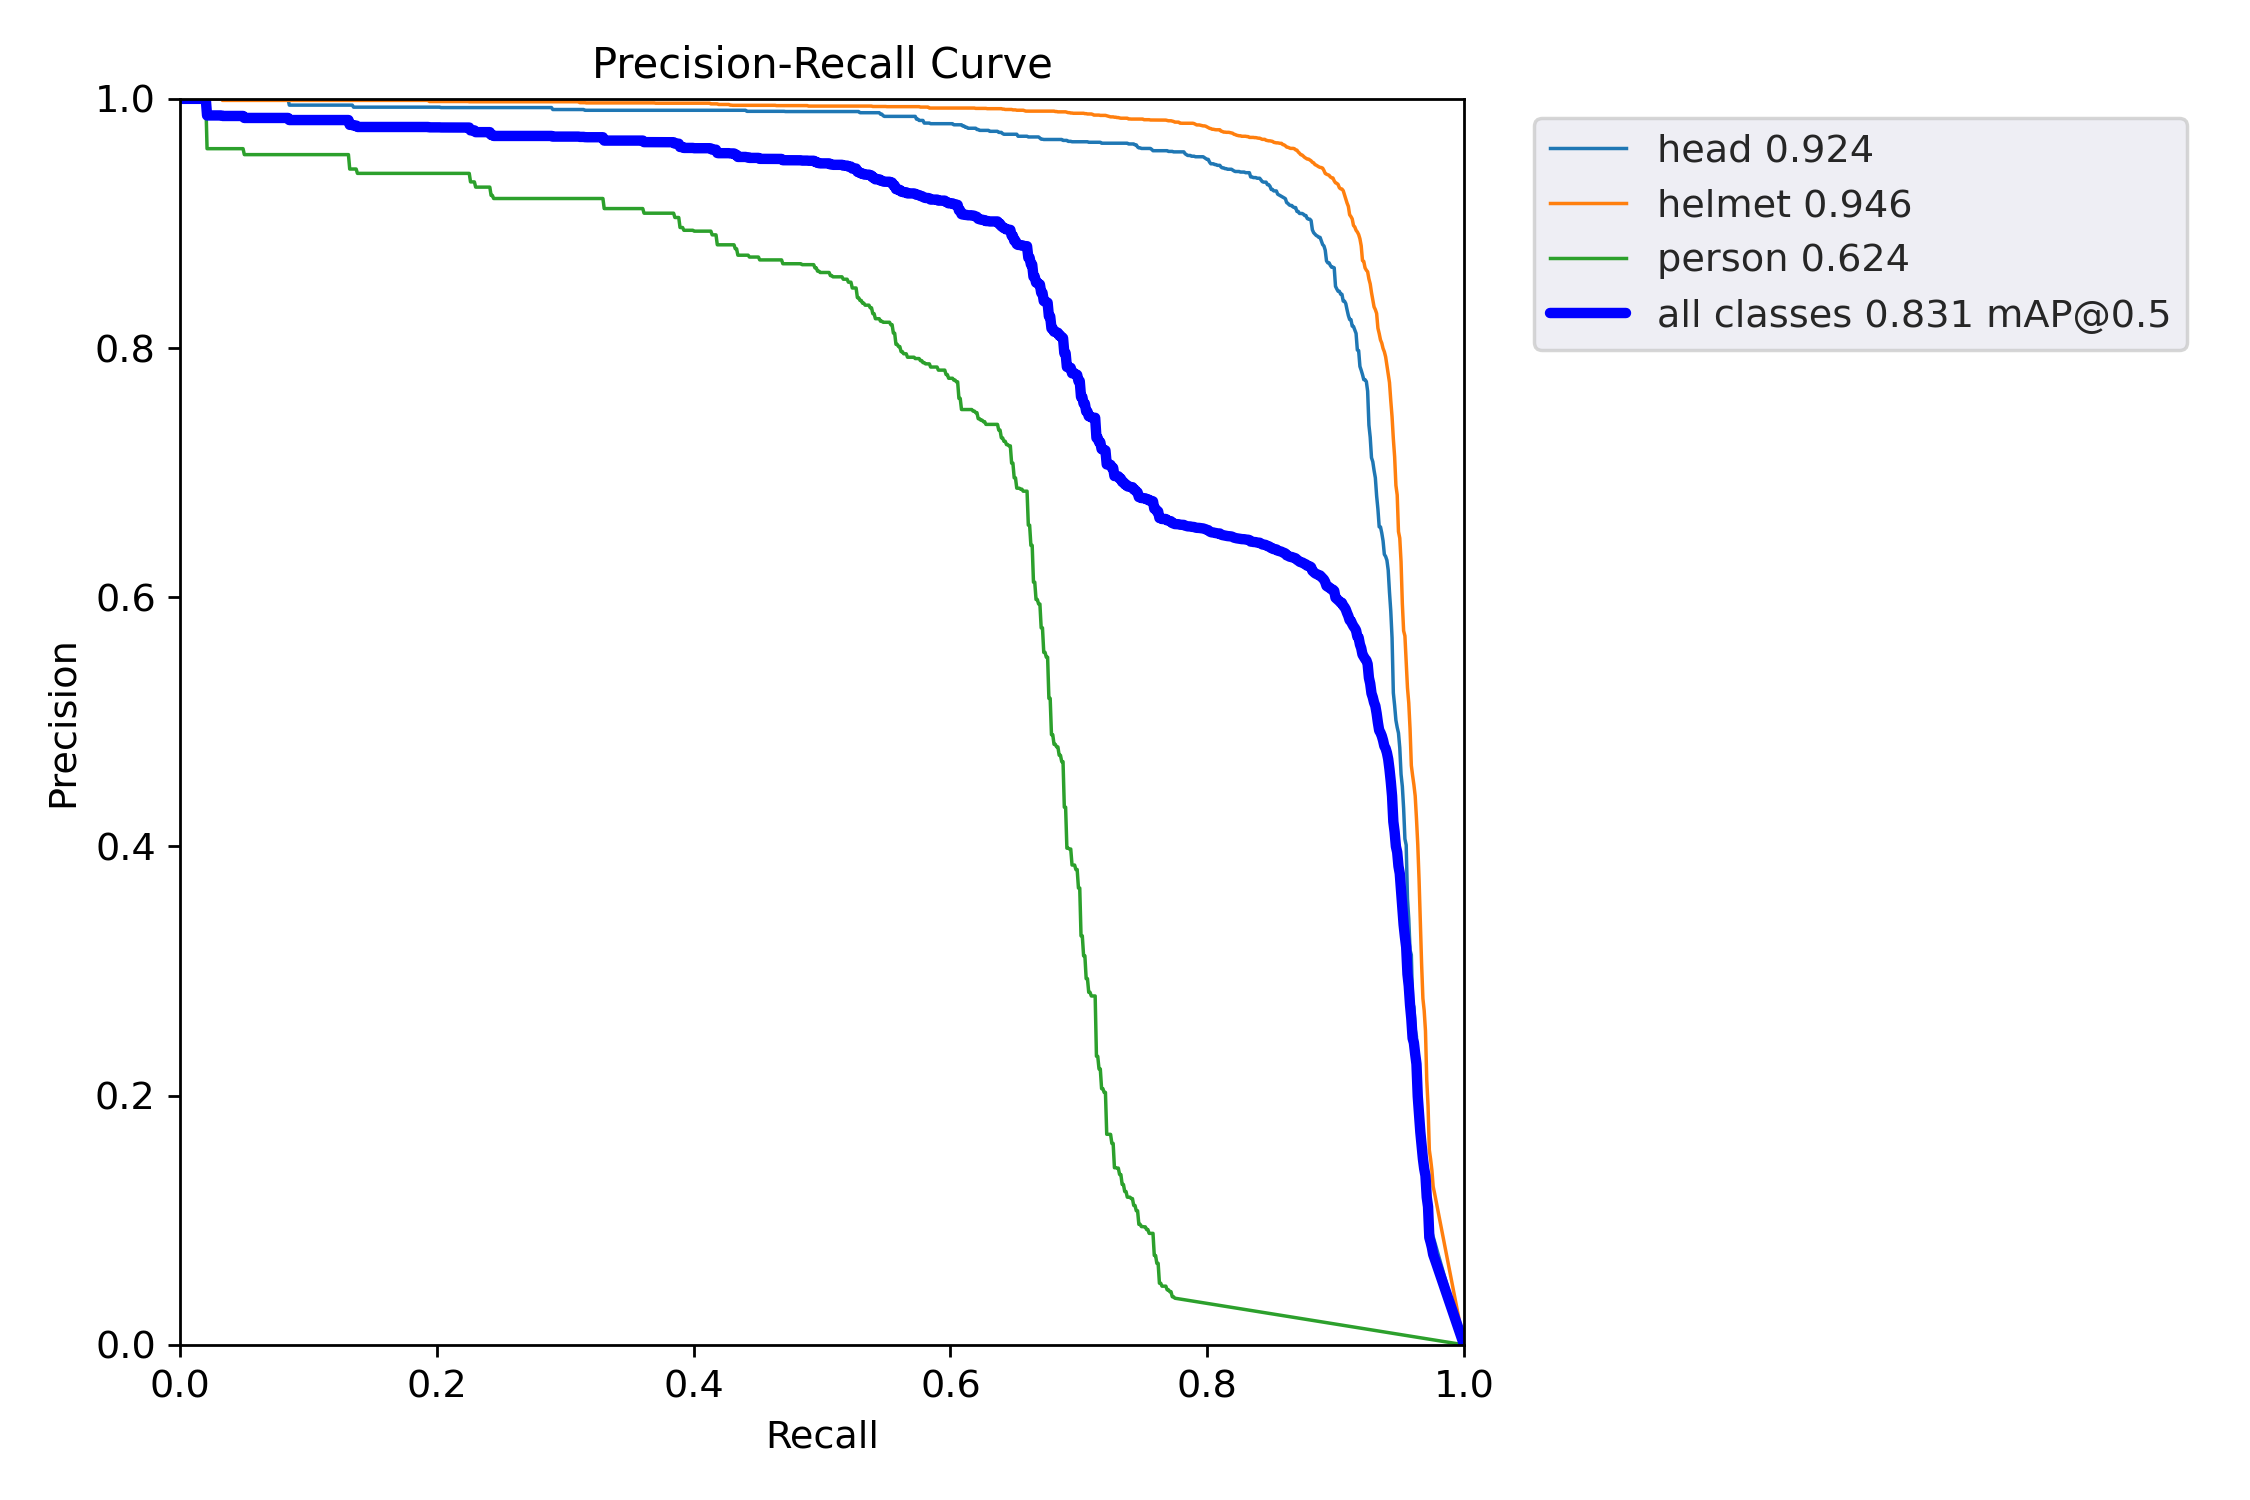 Precision-Recall Curve
1.0
0.8
0.6
0.4
0.2
0.0
Precision
0.0 0.2 0.4 0.6 0.8 1.0
Recall
head 0.924
helmet 0.946
person 0.624
all classes 0.831 mAP@0.5